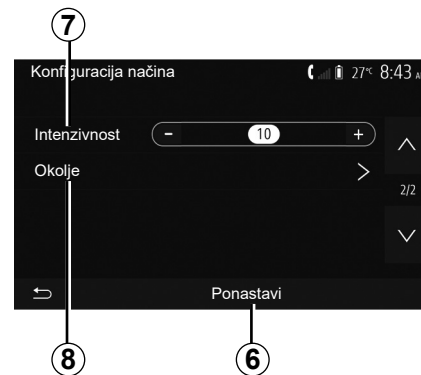 7
Konfiguracija načina 27°C 8:43
Intenzivnost - 10 +
Okolje >
2/2
Ponastavi
8 6